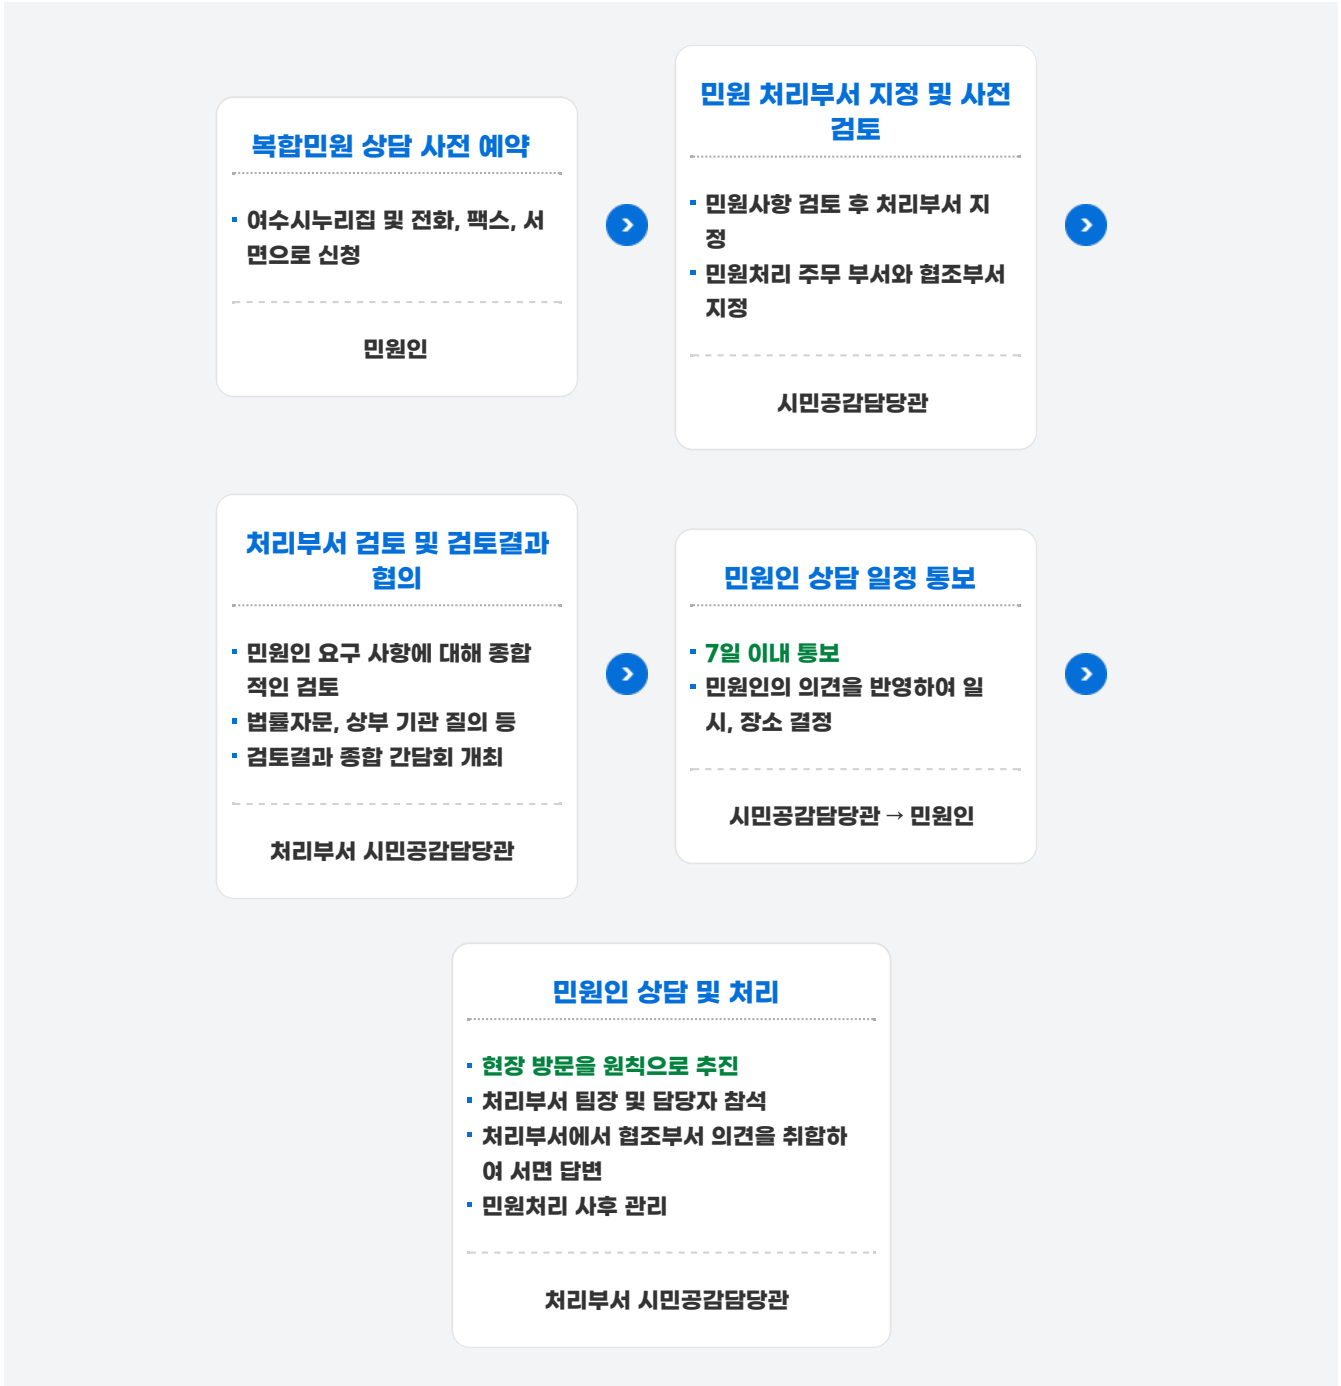 복합민원 상담 사전 예약
여수시누리집 및 전화, 팩스, 서
면으로 신청
민원인
민원 처리부서 지정 및 사전
검토
민원사항 검토 후 처리부서 지
정
민원처리 주무 부서와 협조부서
지정
시민공감담당관
처리부서 검토 및 검토결과
협의
민원인 요구 사항에 대해 종합
적인 검토
법률자문, 상부 기관 질의 등
검토결과 종합 간담회 개최
처리부서 시민공감담당관
민원인 상담 일정 통보
7일 이내 통보
민원인의 의견을 반영하여 일
시, 장소 결정
시민공감담당관 → 민원인
민원인 상담 및 처리
현장 방문을 원칙으로 추진
처리부서 팀장 및 담당자 참석
처리부서에서 협조부서 의견을 취합하
여 서면 답변
민원처리 사후 관리
처리부서 시민공감담당관